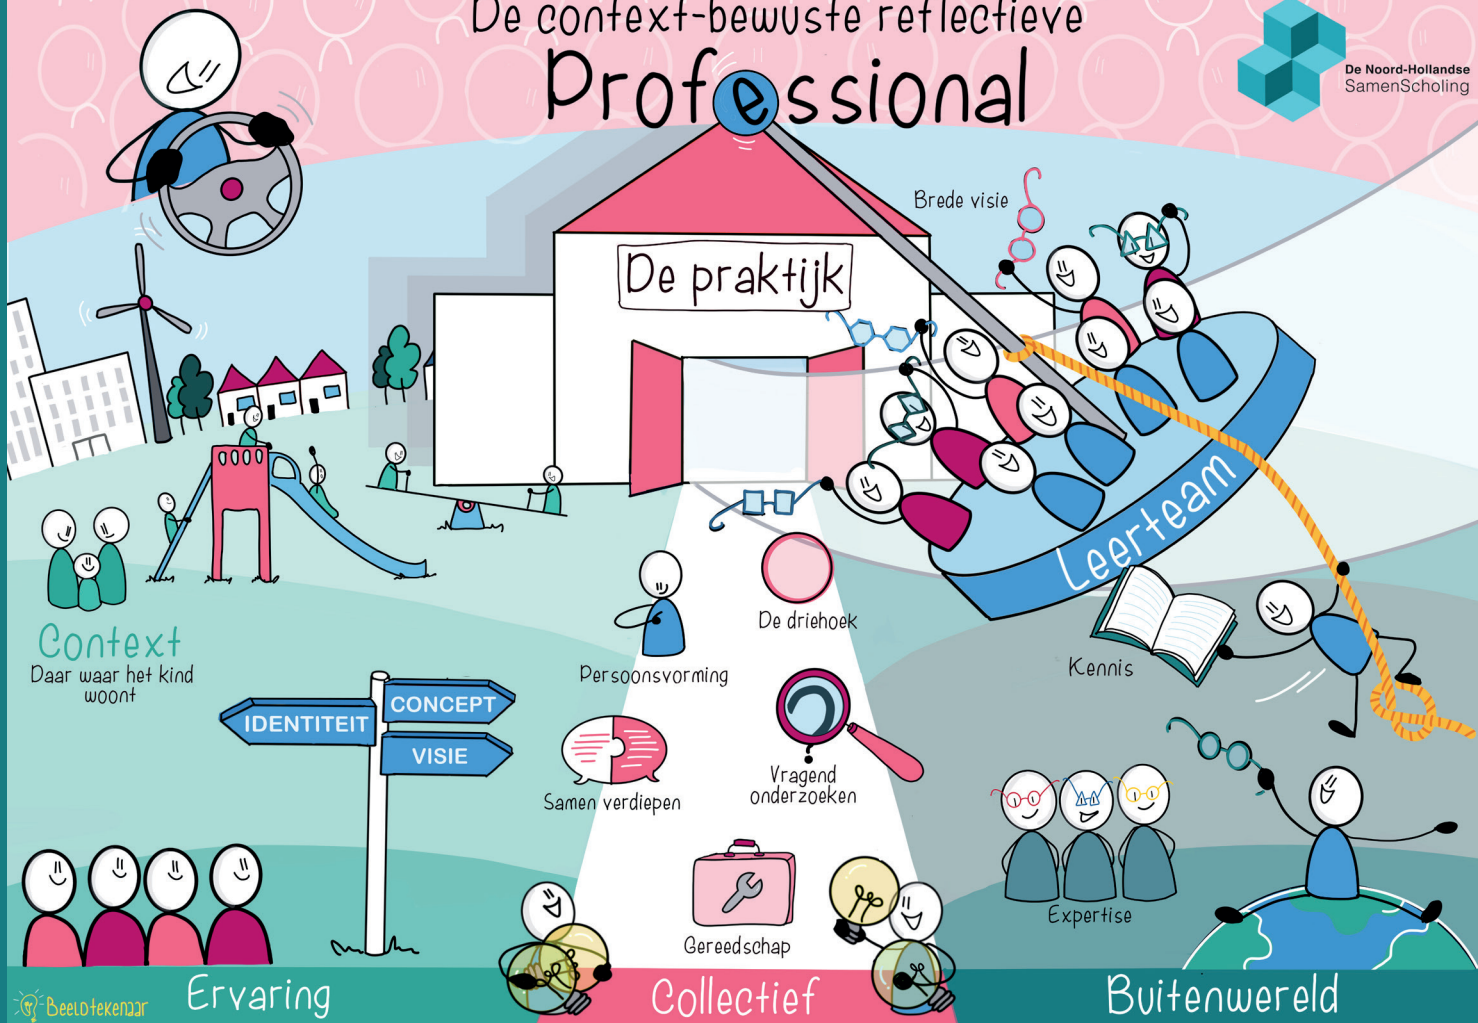 De context-bewuste reflectieve
Professional
De Noord-Hollandse
SamenScholing
Brede visie
De praktijk
Leerteam
Context
Daar waar het kind
woont
IDENTITEIT
CONCEPT
VISIE
Persoonsvorming
De driehoek
Kennis
Samen verdiepen
Vragend
onderzoeken
Gereedschap
Expertise
Beeldtekenaar
Ervaring
Collectief
Buitenwereld